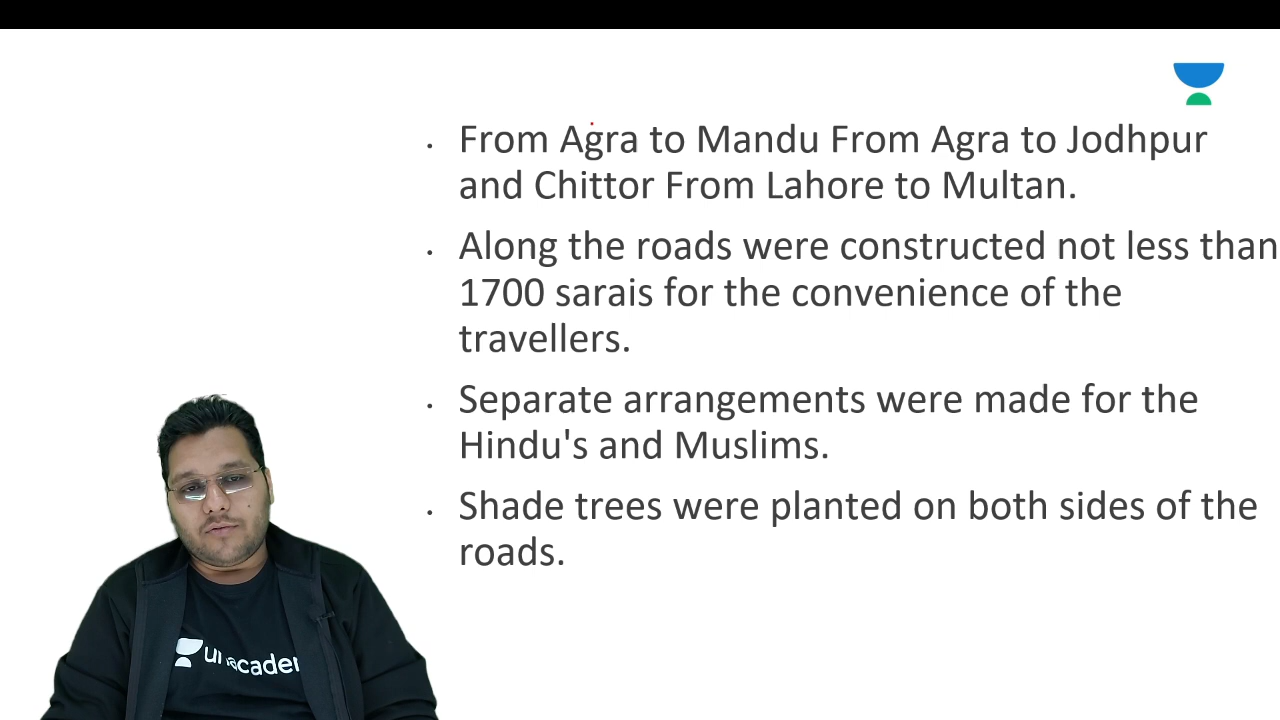 From Agra to Mandu From Agra to Jodhpur
and Chittor From Lahore to Multan.
Along the roads were constructed not less than
1700 sarais for the convenience of the
travellers.
Separate arrangements were made for the
Hindu's and Muslims.
Shade trees were planted on both sides of the
roads.